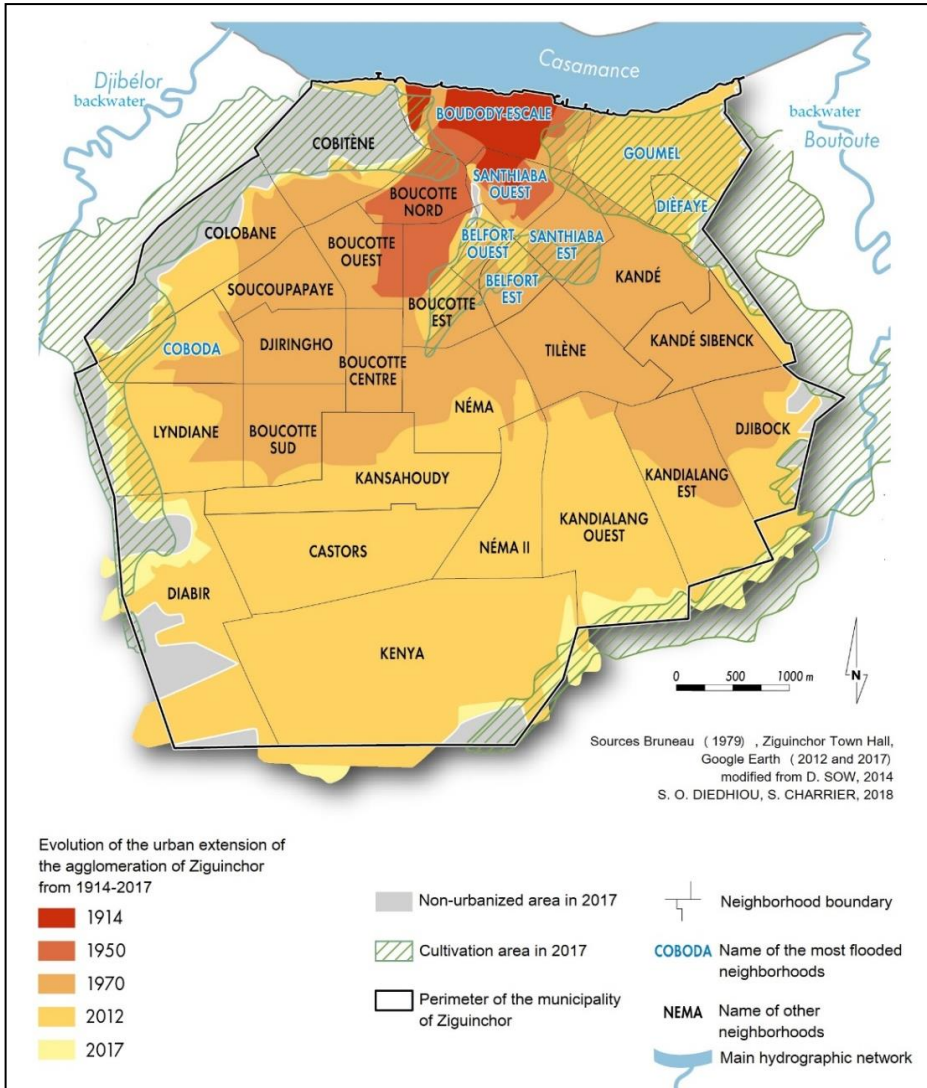 Casamance
Djibélor
backwater
backwater
Boutoute
BOUDODY-ESCALE
COBITÈNE
GOUMEL
SANTHIABA
OUEST
BOUCOTTE
NORD
DIÈFAYE
COLOBANE
BOUCOTTE
OUEST
BELFORT
OUEST
SANTHIABA
EST
BELFORT
EST
KANDÉ
SOUCOUPAPAYE
BOUCOTTE
EST
COBODA
DJIRINGHO
BOUCOTTE
CENTRE
TILÈNE
KANDÉ SIBENCK
NÉMA
LYNDIANE
BOUCOTTE
SUD
DJIBOCK
KANSAHOUDY
KANDIALANG
EST
CASTORS
NÉMA II
KANDIALANG
OUEST
DIABIR
KENYA
0 500 1000 m
N
Sources Bruneau ( 1979) , Ziguinchor Town Hall,
Google Earth ( 2012 and 2017)
modified from D. SOW, 2014
S. O. DIEDHIOU, S. CHARRIER, 2018
Evolution of the urban extension of
the agglomeration of Ziguinchor
from 1914-2017
1914
1950
1970
2012
2017
Non-urbanized area in 2017
Cultivation area in 2017
Perimeter of the municipality
of Ziguinchor
Neighborhood boundary
COBODA Name of the most flooded
neighborhoods
NEMA Name of other
neighborhoods
Main hydrographic network